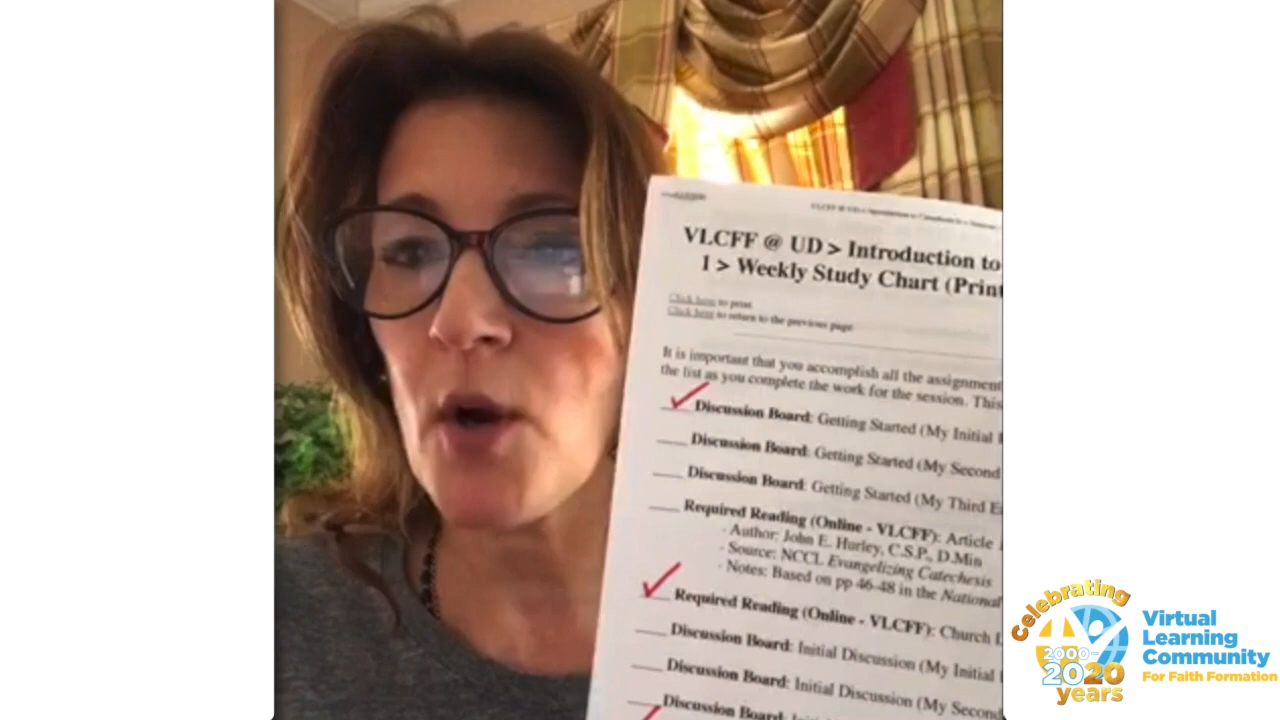 VLCFF @ UD > Introduction to
1 > Weekly Study Chart (Print
Click here to print
Click here to return to the previous page
It is important that you accomplish all the assignment
the list as you complete the work for the session. This
Discussion Board: Getting Started (My Initial
Discussion Board: Getting Started (My Second
Discussion Board: Getting Started (My Third E
Required Reading (Online - VLCFF): Article
- Author: John E. Hurley, C.S.P., D.Min
- Source: NCCL Evangelizing Catechesis
- Notes: Based on pp 46-48 in the National
Required Reading (Online - VLCFF): Church
Discussion Board: Initial Discussion (My Initial
Discussion Board: Initial Discussion (My Second
Discussion Board:
Celebrating
2000-
2020
years
Virtual
Learning
Community
For Faith Formation